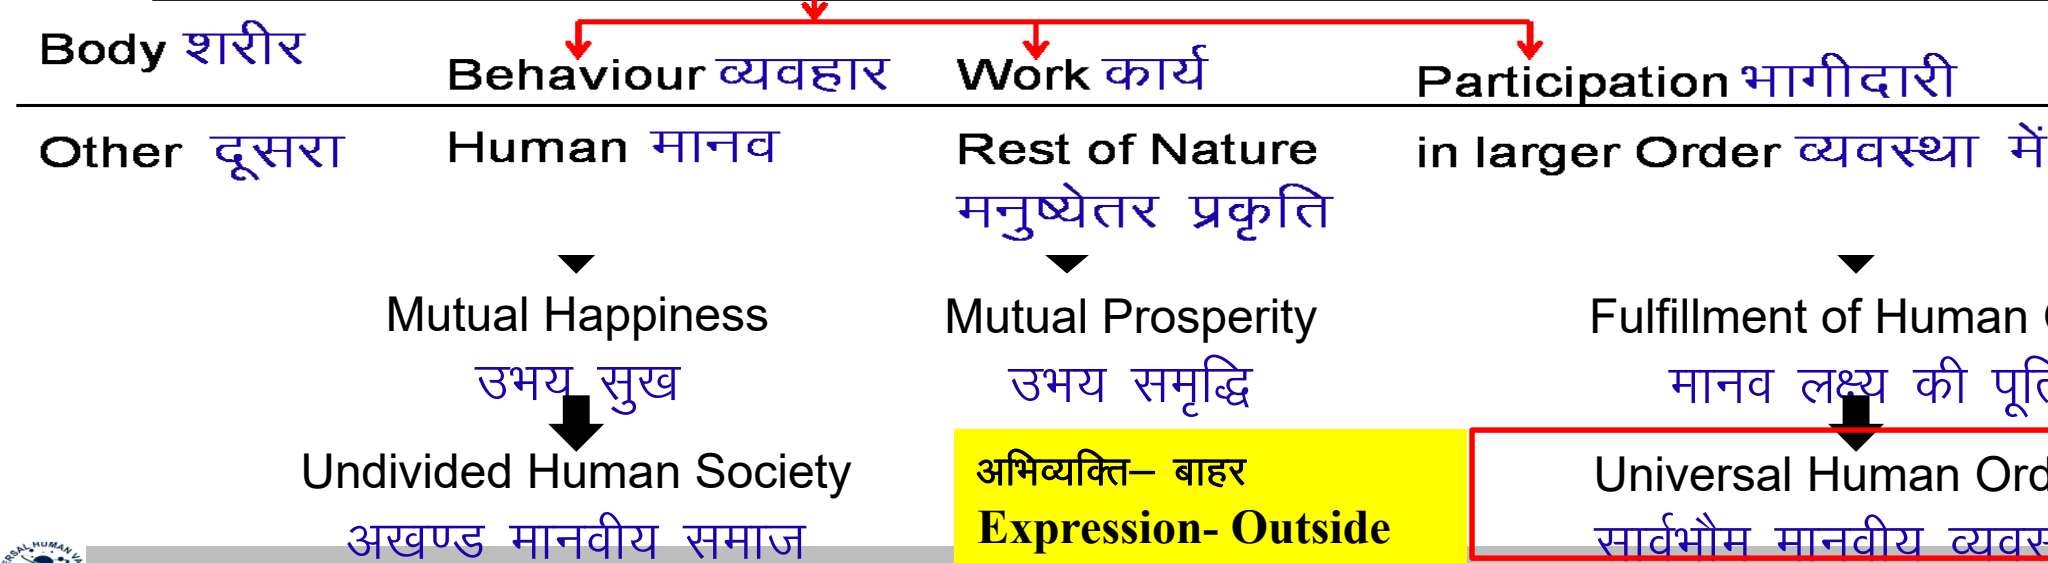 Body शरीर
Behaviour व्यवहार
Work कार्य
Participation भागीदारी
Other दूसरा
Human मानव
Rest of Nature
in larger Order व्यवस्था में
मनुष्येतर प्रकृति
Mutual Happiness
Mutual Prosperity
Fulfillment of Human
उभय सुख
उभय समृद्धि
मानव लक्ष्य की
Undivided Human Society
अभिव्यक्ति– बाहर
Universal Human
अखण्ड मानवीय समाज
Expression- Outside
सार्वभौम मानवीय